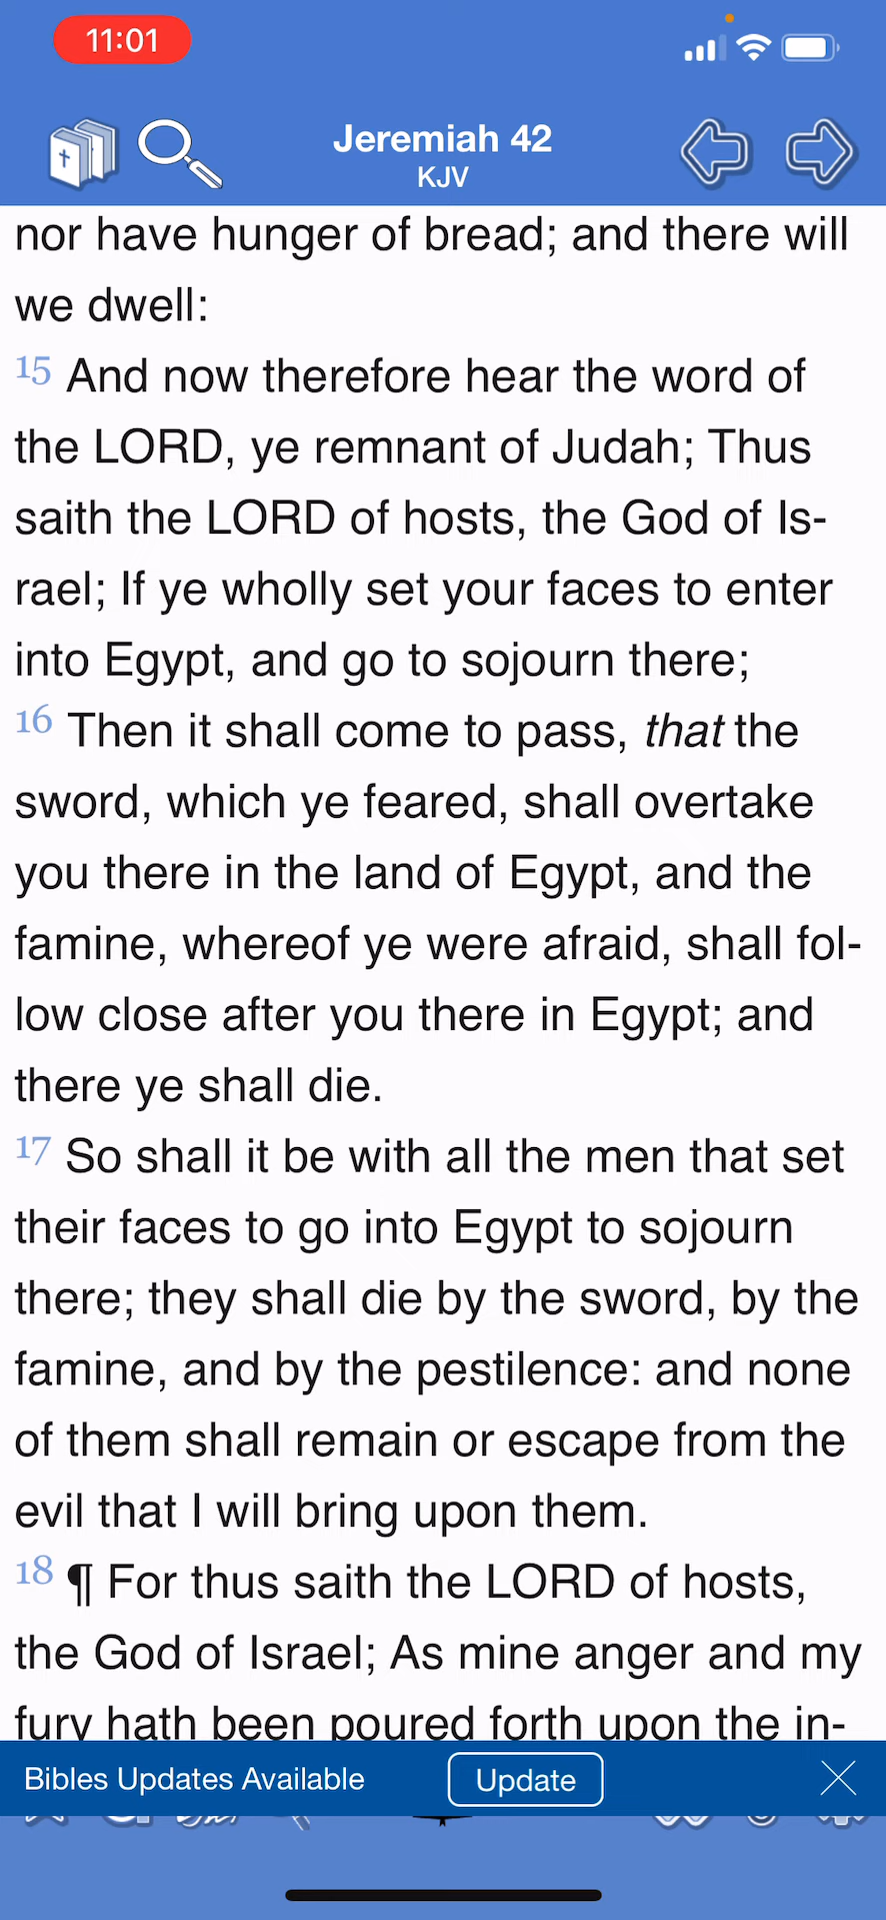 11:01
Jeremiah 42
KJV
nor have hunger of bread; and there will
we dwell:
15 And now therefore hear the word of
the LORD, ye remnant of Judah; Thus
saith the LORD of hosts, the God of Is-
rael; If ye wholly set your faces to enter
into Egypt, and go to sojourn there;
16 Then it shall come to pass, that the
sword, which ye feared, shall overtake
you there in the land of Egypt, and the
famine, whereof ye were afraid, shall fol-
low close after you there in Egypt; and
there ye shall die.
17 So shall it be with all the men that set
their faces to go into Egypt to sojourn
there; they shall die by the sword, by the
famine, and by the pestilence: and none
of them shall remain or escape from the
evil that I will bring upon them.
18 ¶ For thus saith the LORD of hosts,
the God of Israel; As mine anger and my
fury hath been poured forth upon the in-
Bibles Updates Available
Update